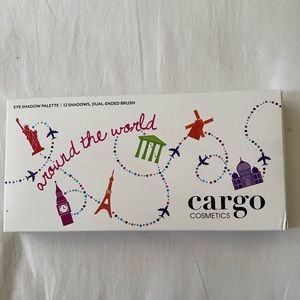 EYE SHADOW PALETTE | 12 SHADOWS, DUAL-ENDED BRUSH
around the world
cargo
COSMETICS